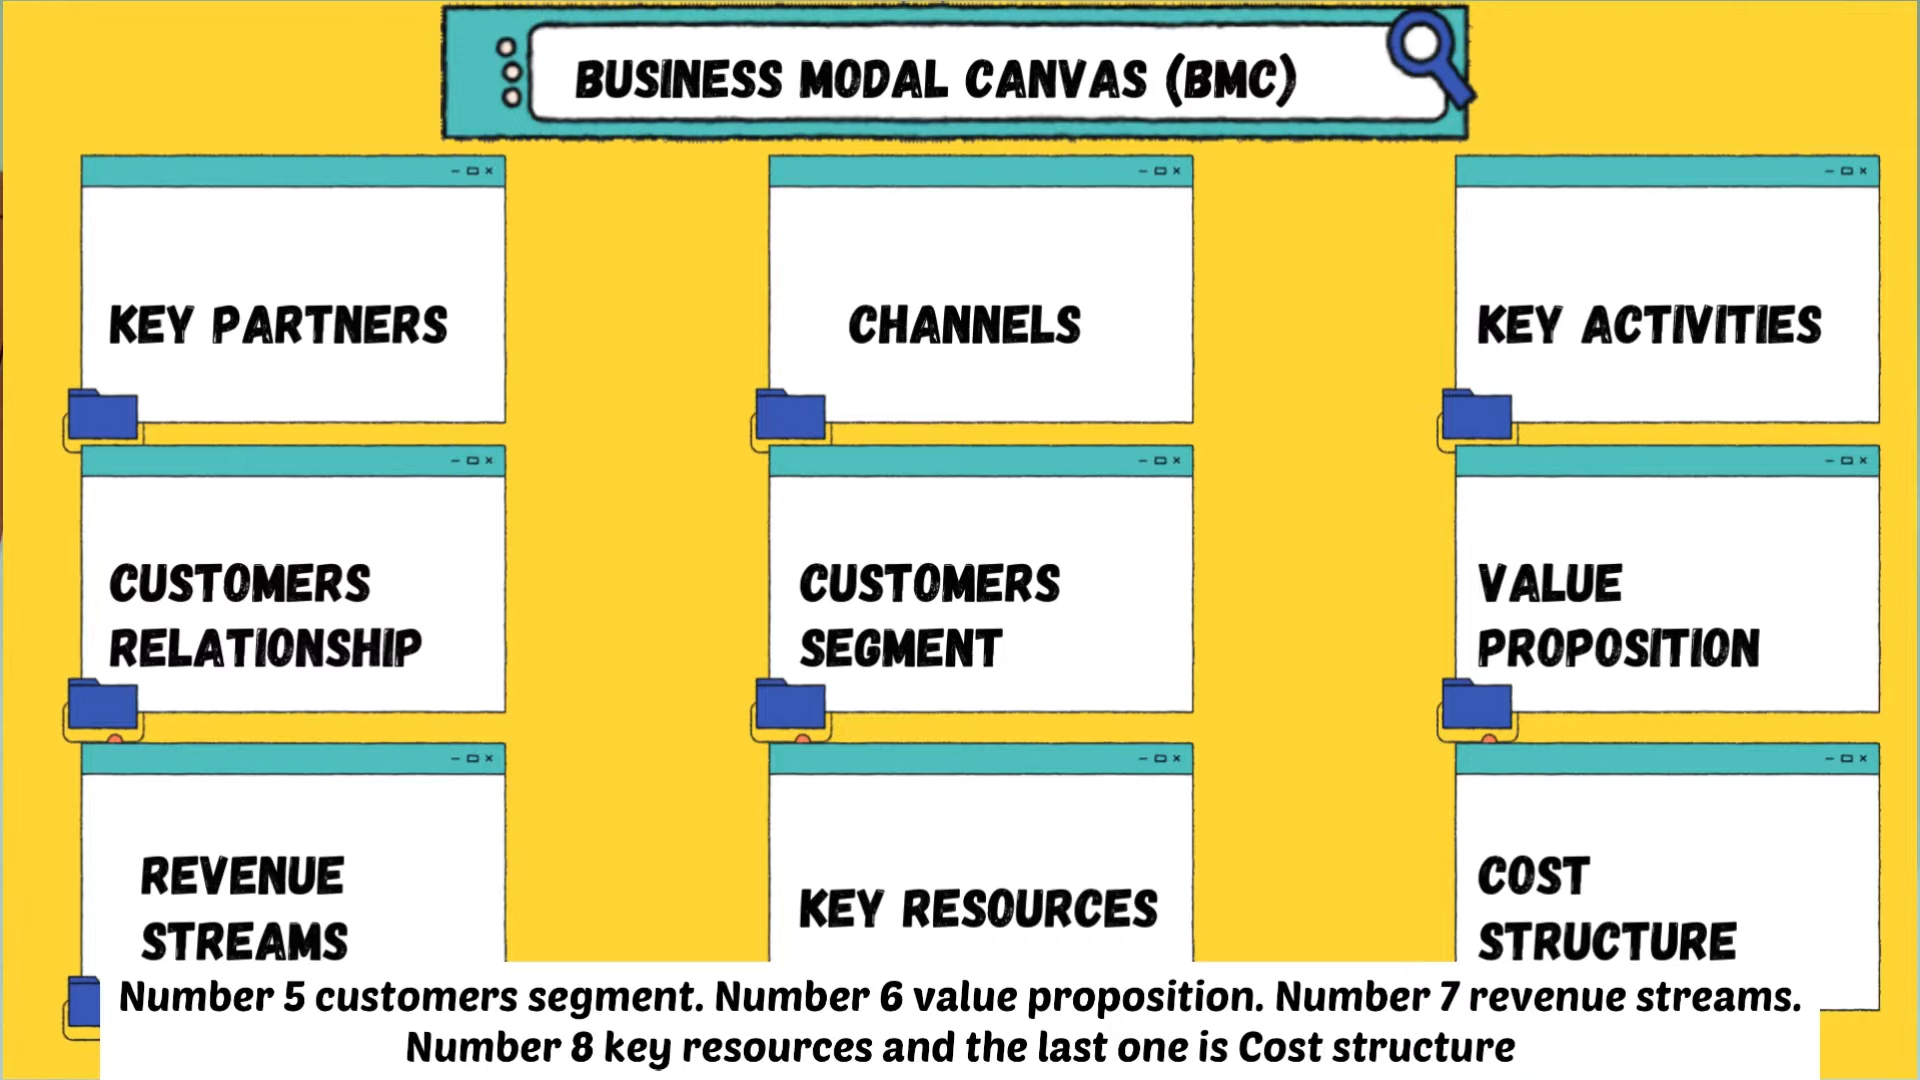 BUSINESS MODAL CANVAS (BMC)
KEY PARTNERS
CHANNELS
KEY ACTIVITIES
CUSTOMERS
RELATIONSHIP
CUSTOMERS
SEGMENT
VALUE
PROPOSITION
REVENUE
STREAMS
KEY RESOURCES
COST
STRUCTURE
Number 5 customers segment. Number 6 value proposition. Number 7 revenue streams.
Number 8 key resources and the last one is Cost structure